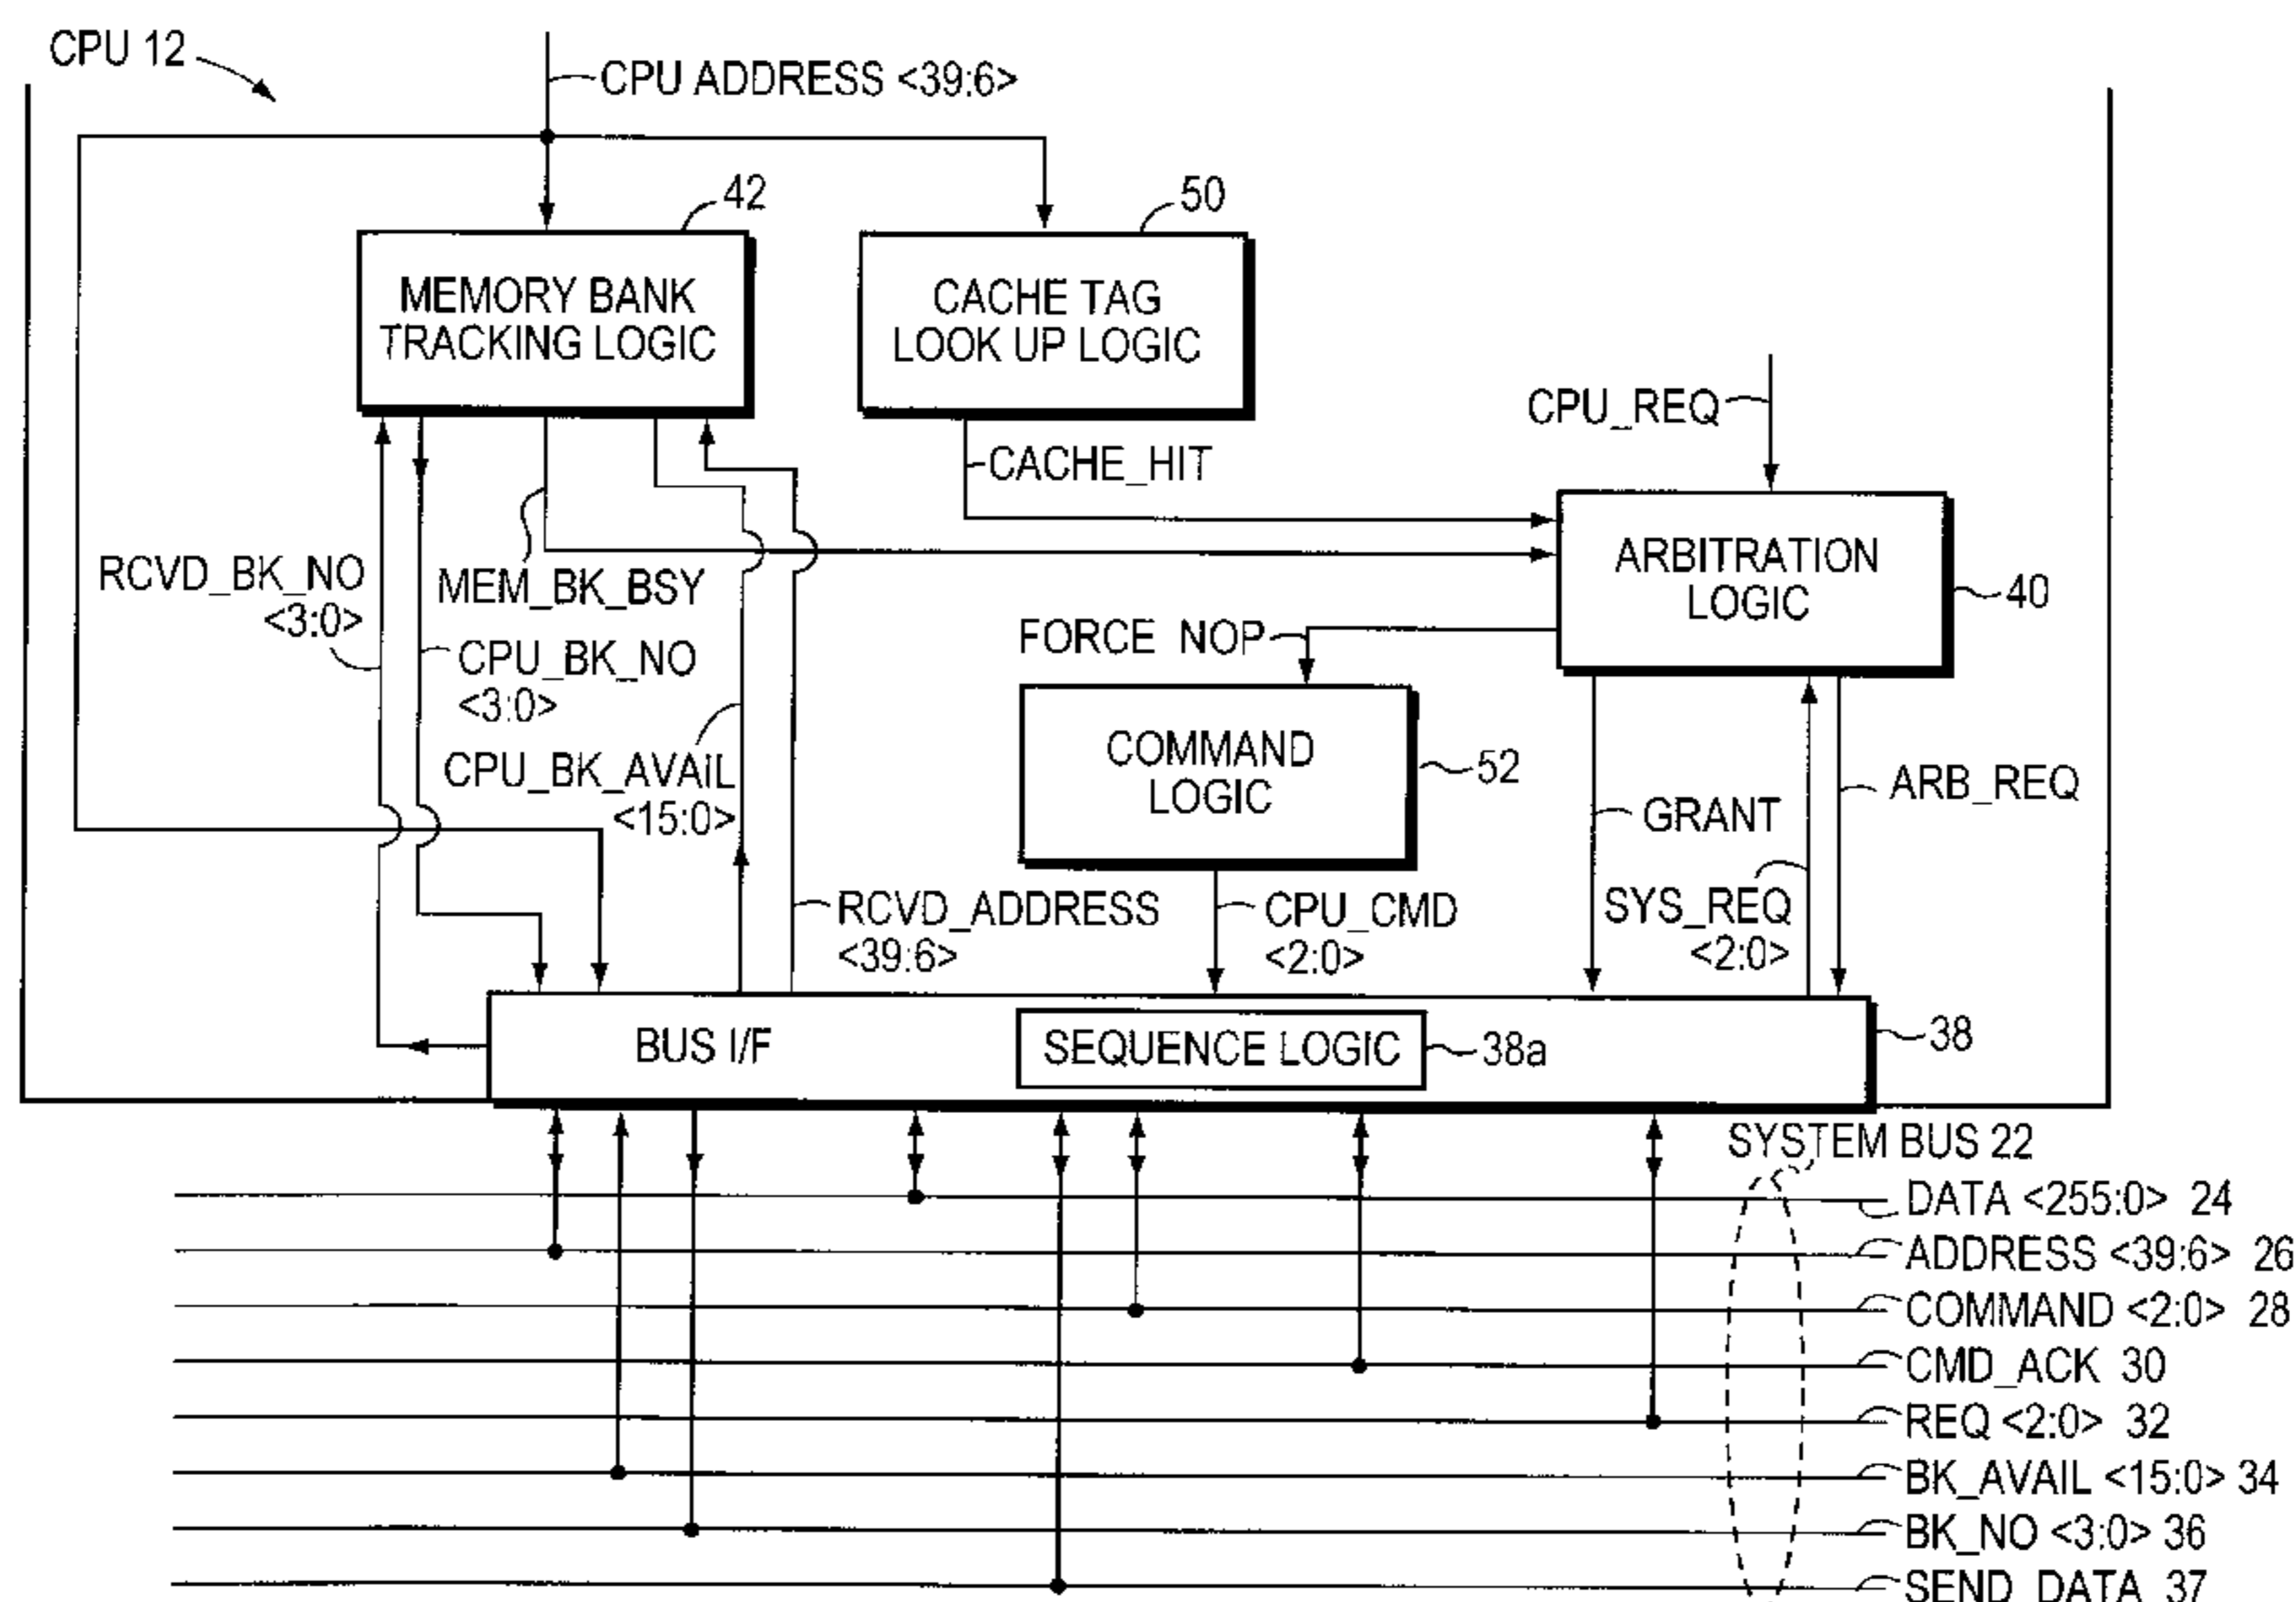 CPU 12
CPU ADDRESS <39:6>
42
50
MEMORY BANK
TRACKING LOGIC
CACHE TAG
LOOK UP LOGIC
CPU_REQ
CACHE_HIT
ARBITRATION
LOGIC
40
RCVD_BK_NO
<3:0>
MEM_BK_BSY
FORCE NOP
CPU_BK_NO
<3:0>
COMMAND
LOGIC
52
CPU_BK_AVAIL
<15:0>
ARB_REQ
GRANT
RCVD_ADDRESS
<39:6>
CPU_CMD
<2:0>
SYS_REQ
<2:0>
BUS I/F
SEQUENCE LOGIC
38a
38
SYSTEM BUS 22
DATA <255:0> 24
ADDRESS <39:6> 26
COMMAND <2:0> 28
CMD_ACK 30
REQ <2:0> 32
BK_AVAIL <15:0> 34
BK_NO <3:0> 36
SEND_DATA 37